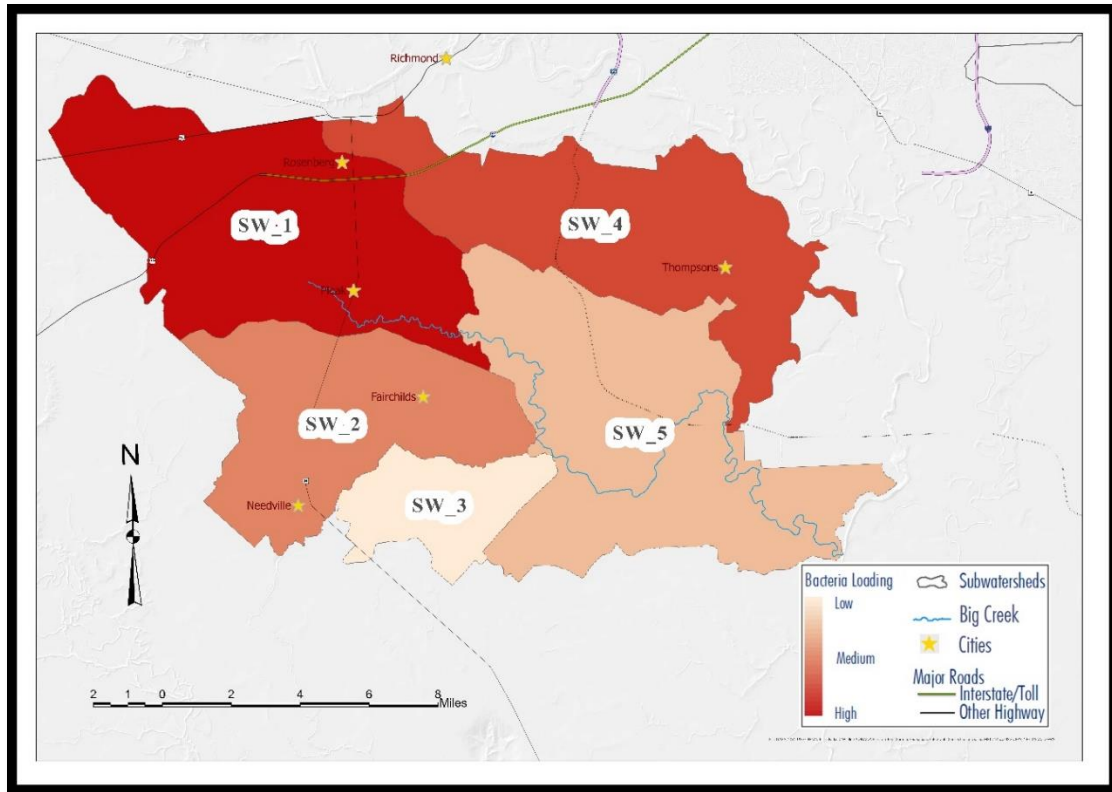 Richmond
Rosenberg
SW_1
SW_4
Thompsons
Fairchilds
SW_2
SW_5
Needville
SW_3
N
Bacteria Loading
Low
Medium
High
Subwatersheds
Big Creek
Cities
Major Roads
Interstate/Toll
Other Highway
2 1 0 2 4 6 8
Miles